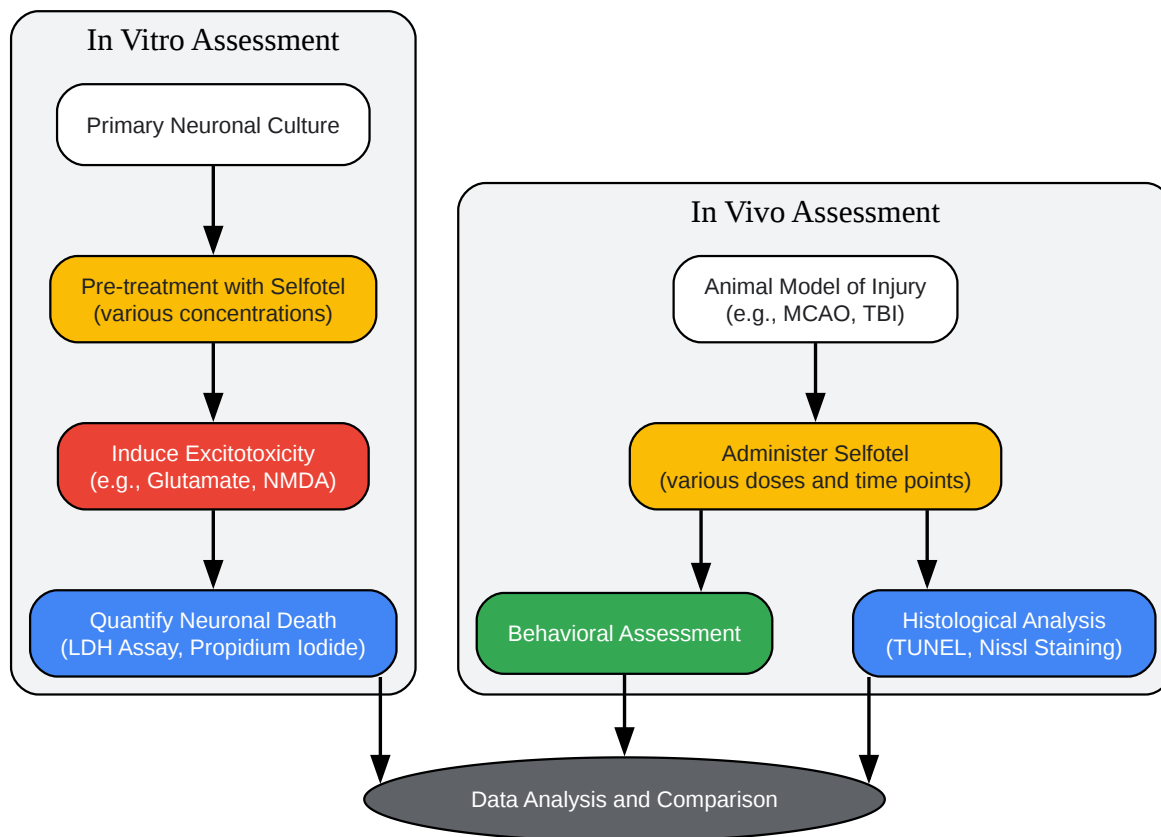 In Vitro Assessment
Primary Neuronal Culture
Pre-treatment with Selfotel
(various concentrations)
Induce Excitotoxicity
(e.g., Glutamate, NMDA)
Quantify Neuronal Death
(LDH Assay, Propidium Iodide)
In Vivo Assessment
Animal Model of Injury
(e.g., MCAO, TBI)
Administer Selfotel
(various doses and time points)
Behavioral Assessment
Histological Analysis
(TUNEL, Nissl Staining)
Data Analysis and Comparison